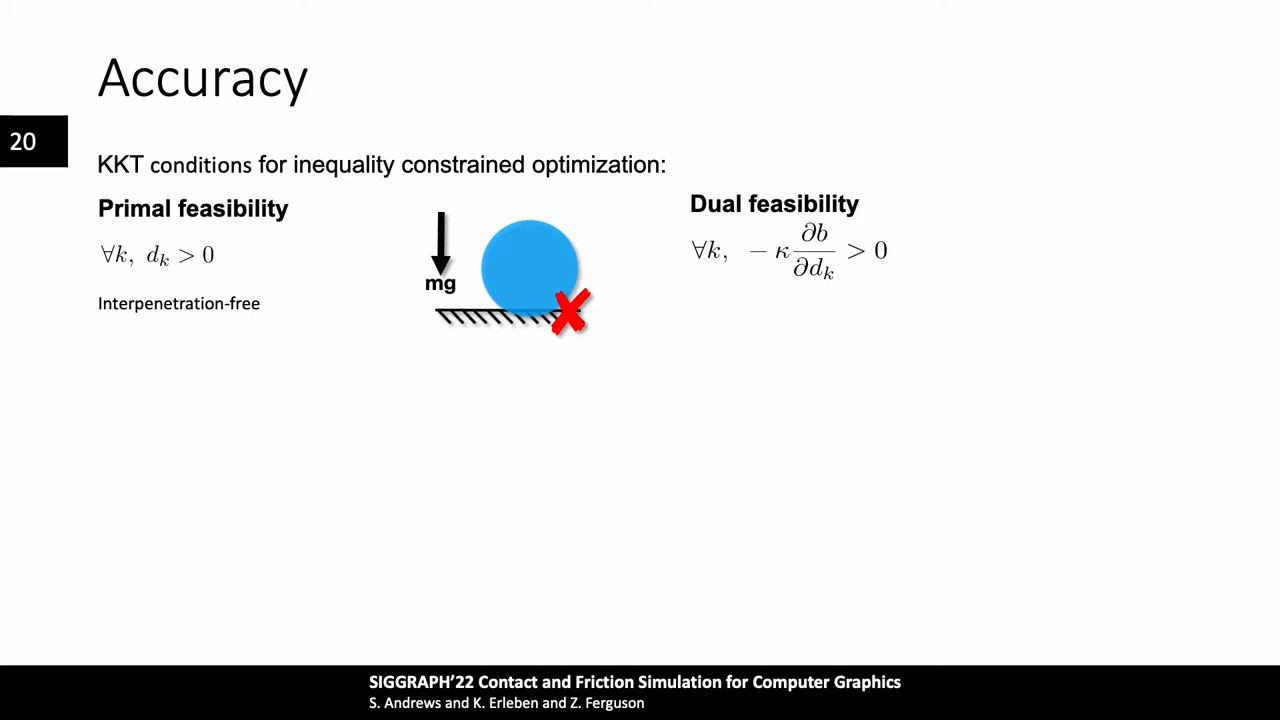 Accuracy
20
KKT conditions for inequality constrained optimization:
Primal feasibility
∀k, d_k > 0
Interpenetration-free
mg
Dual feasibility
∀k, −κ ∂b/∂d_k > 0
SIGGRAPH’22 Contact and Friction Simulation for Computer Graphics
S. Andrews and K. Erleben and Z. Ferguson